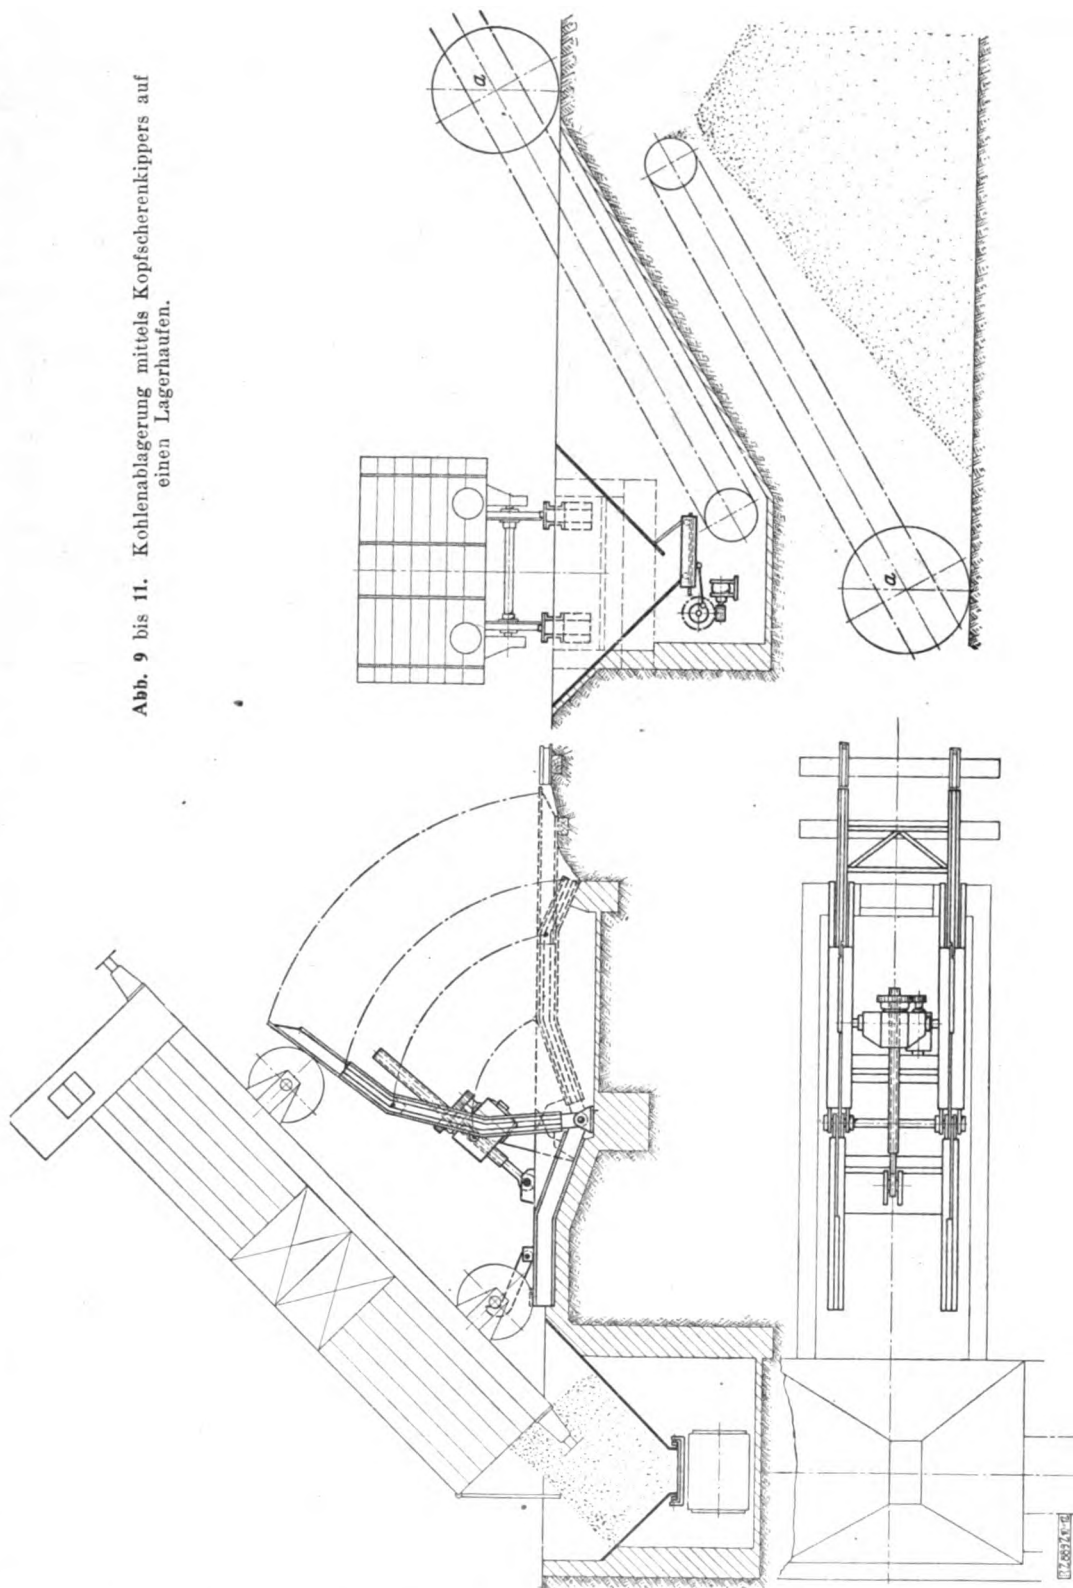 Abb. 9 bis 11. Kohlenablagerung mittels Kopfscherenkippers auf
einen Lagerhaufen.
a
a